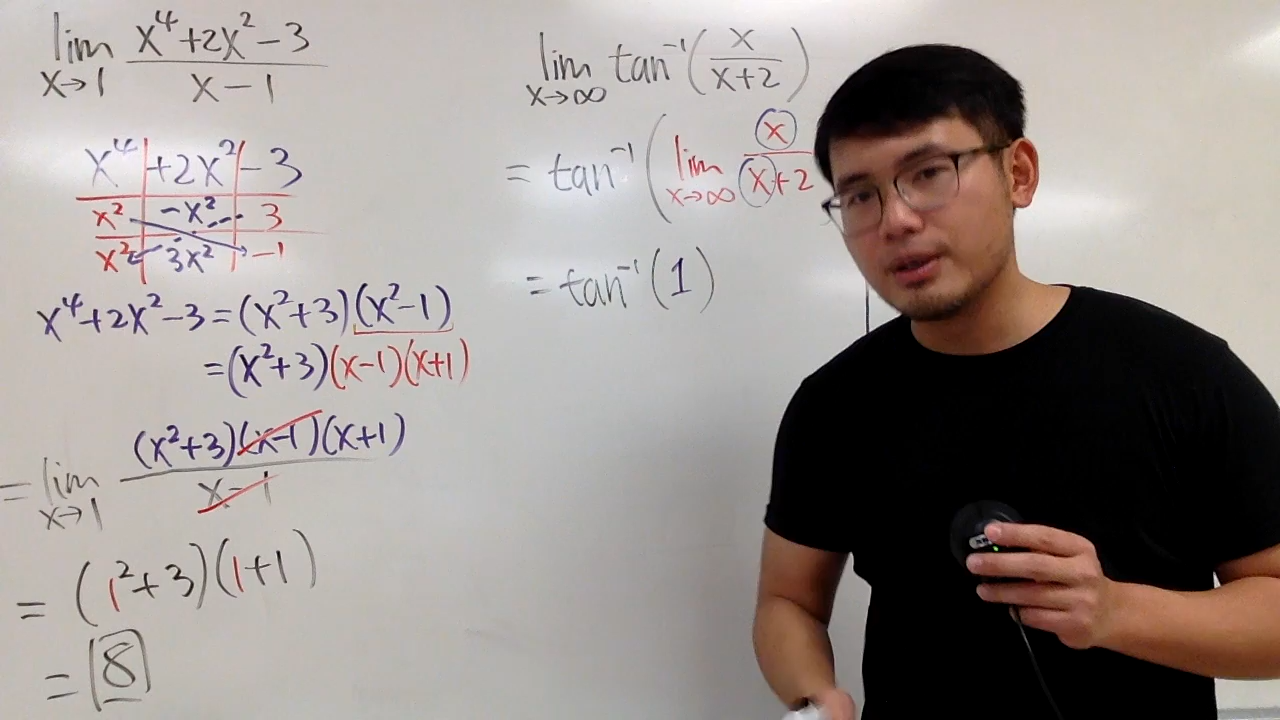 lim x→1 (x⁴+2x²−3)/(x−1)
x⁴ +2x² −3
x² −x² 3
x² 3x² −1
x⁴+2x²−3=(x²+3)(x²−1)
=(x²+3)(x−1)(x+1)
=lim x→1 (x²+3)(x−1)(x+1)/(x−1)
=(1²+3)(1+1)
=8
lim x→∞ tan⁻¹(x/(x+2))
=tan⁻¹(lim x→∞ x/(x+2)
=tan⁻¹(1)